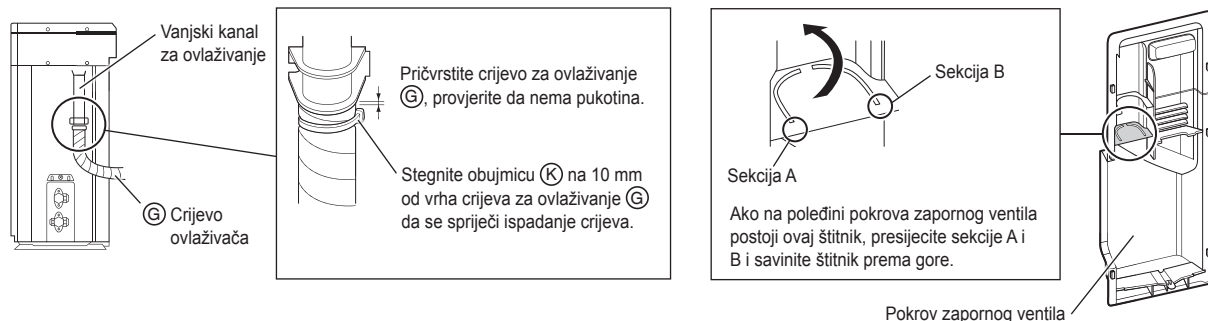 Vanjski kanal
za ovlaživanje
Ⓖ Crijevo
ovlaživača
Pričvrstite crijevo za ovlaživanje
Ⓖ, provjerite da nema pukotina.
Stegnite obujmicu Ⓚ na 10 mm
od vrha crijeva za ovlaživanje Ⓖ
da se spriječi ispadanje crijeva.
Sekcija B
Sekcija A
Ako na poleđini pokrova zapornog ventila
postoji ovaj štitnik, presijecite sekcije A i
B i savinite štitnik prema gore.
Pokrov zapornog ventila